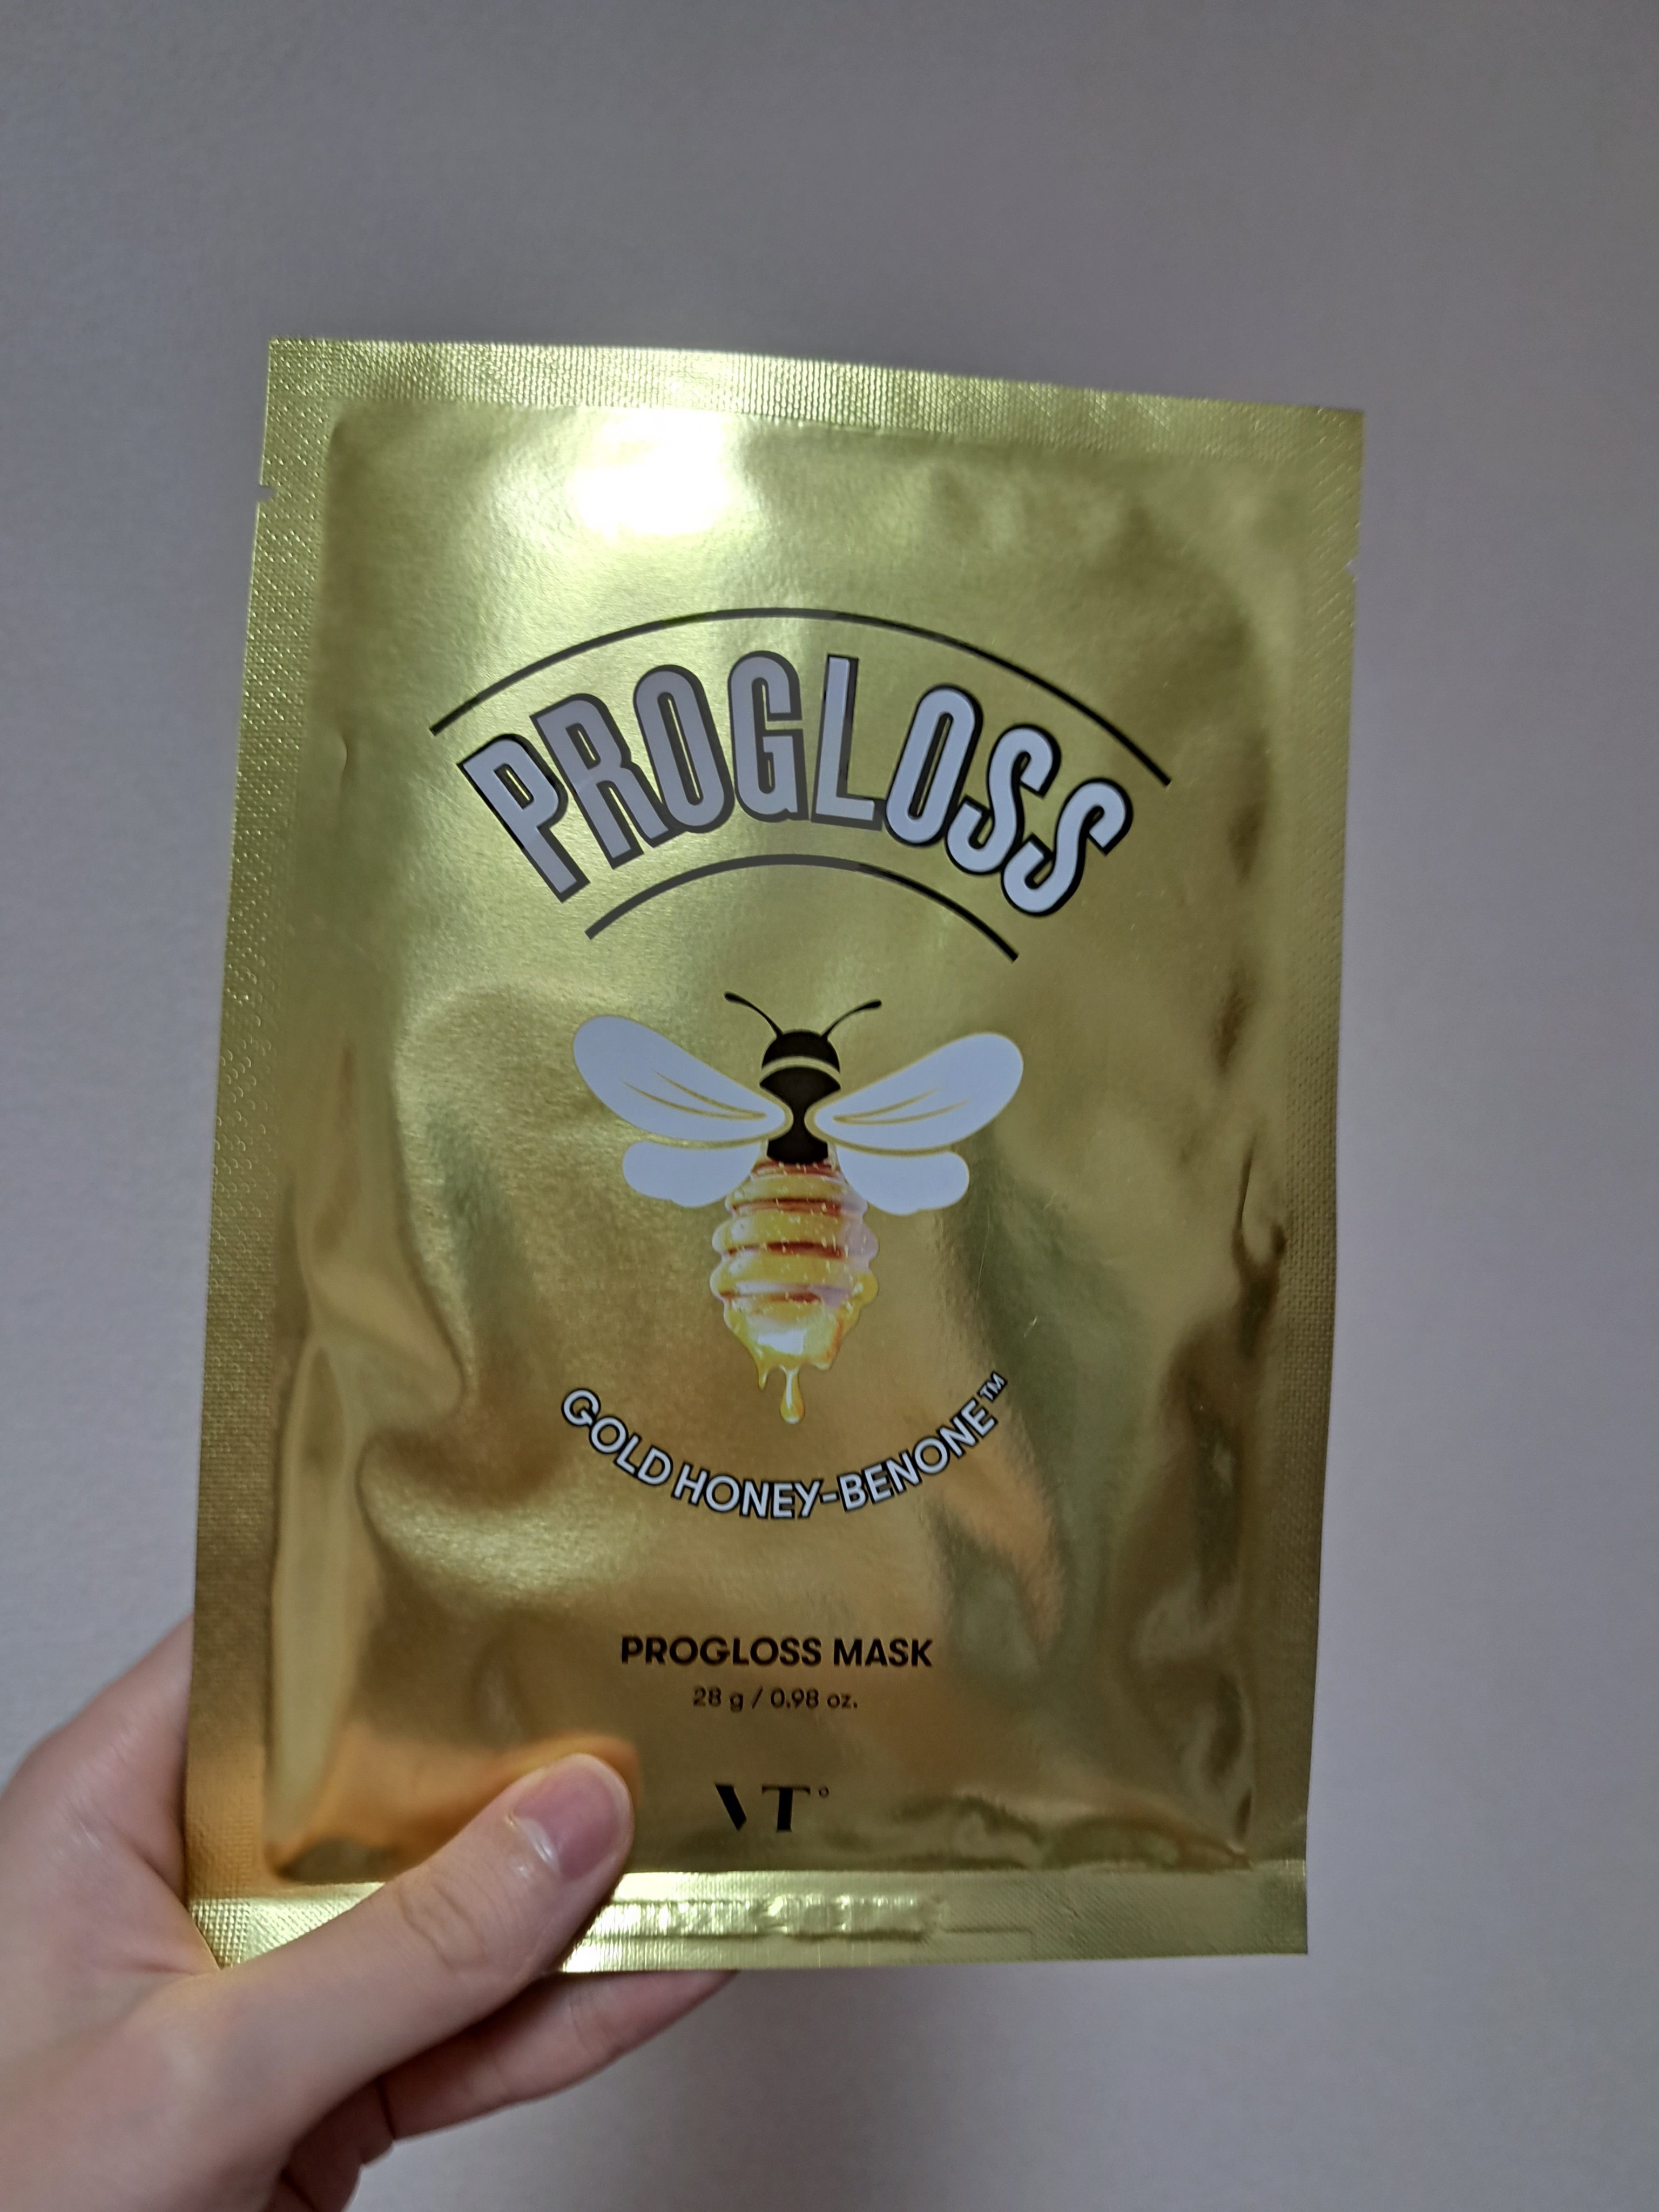 PROGLOSS
GOLD HONEY-BENONE™
PROGLOSS MASK
28 g / 0.98 oz.
VT°